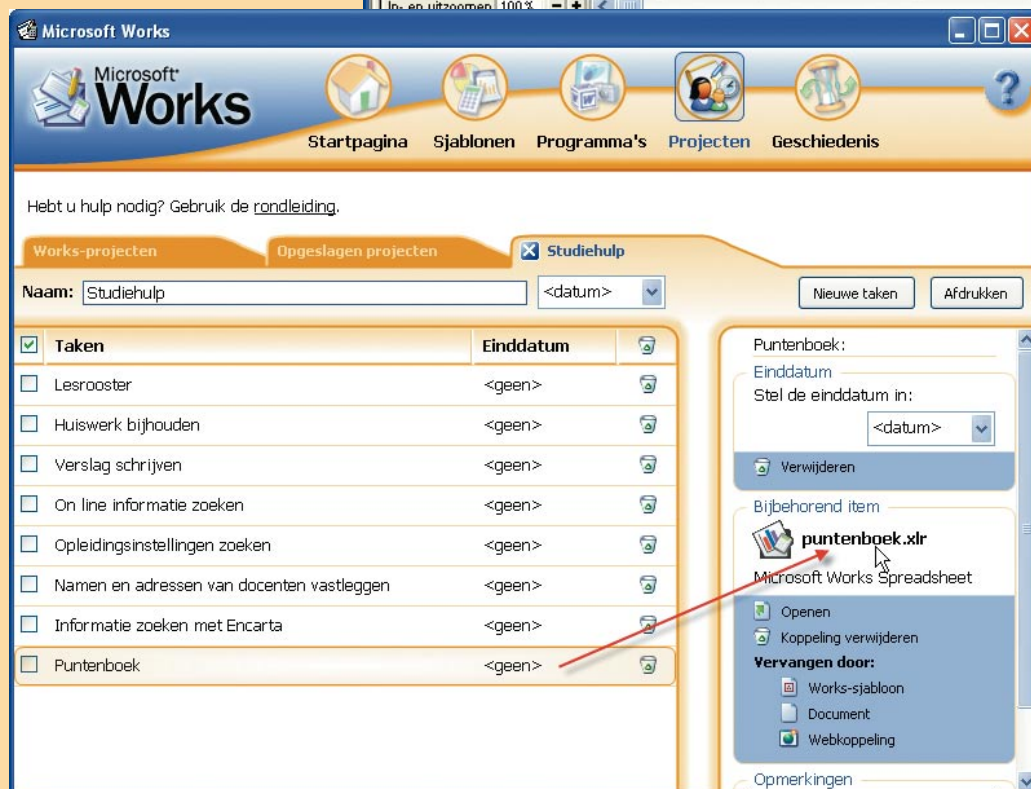 In- en uitzoomen 100%
Microsoft Works
Microsoft
Works
Startpagina Sjablonen Programma's Projecten Geschiedenis
Hebt u hulp nodig? Gebruik de rondleiding.
Works-projecten Opgeslagen projecten Studiehulp
Naam: Studiehulp <datum> Nieuwe taken Afdrukken
Taken Einddatum
Lesrooster <geen>
Huiswerk bijhouden <geen>
Verslag schrijven <geen>
On line informatie zoeken <geen>
Opleidingsinstellingen zoeken <geen>
Namen en adressen van docenten vastleggen <geen>
Informatie zoeken met Encarta <geen>
Puntenboek <geen>
Puntenboek:
Einddatum
Stel de einddatum in:
<datum>
Verwijderen
Bijbehorend item
puntenboek.xlr
Microsoft Works Spreadsheet
Openen
Koppeling verwijderen
Vervangen door:
Works-sjabloon
Document
Webkoppeling
Opmerkingen